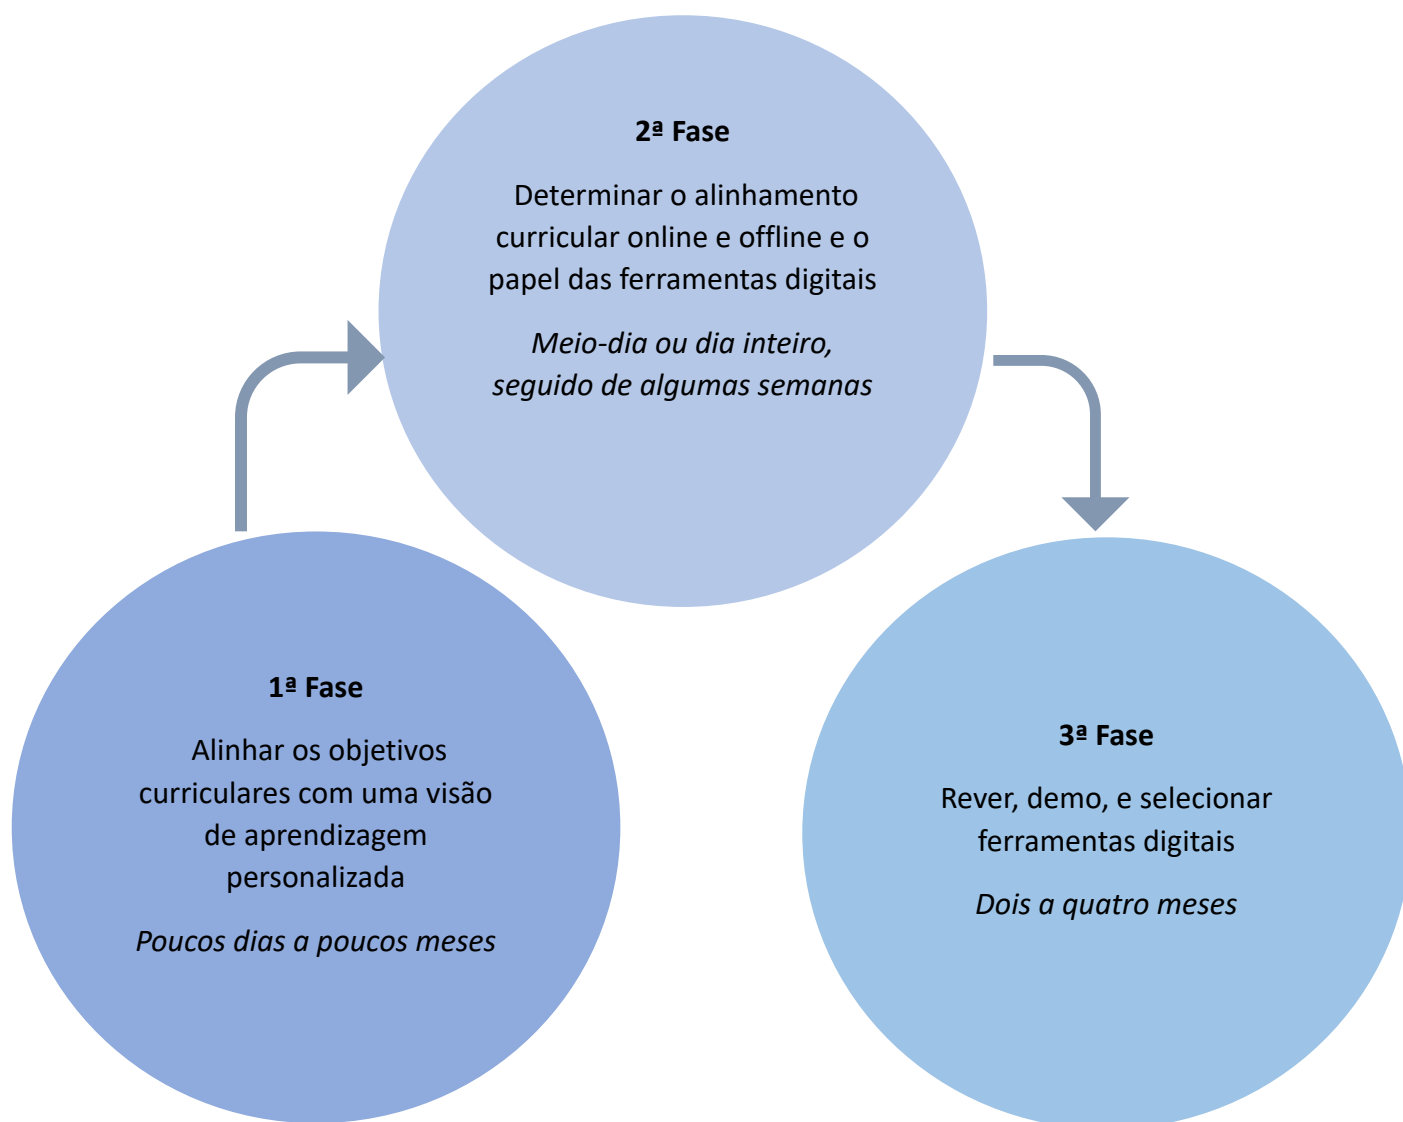 2ª Fase
Determinar o alinhamento
curricular online e offline e o
papel das ferramentas digitais
Meio-dia ou dia inteiro,
seguido de algumas semanas
1ª Fase
Alinhar os objetivos
curriculares com uma visão
de aprendizagem
personalizada
Poucos dias a poucos meses
3ª Fase
Rever, demo, e selecionar
ferramentas digitais
Dois a quatro meses